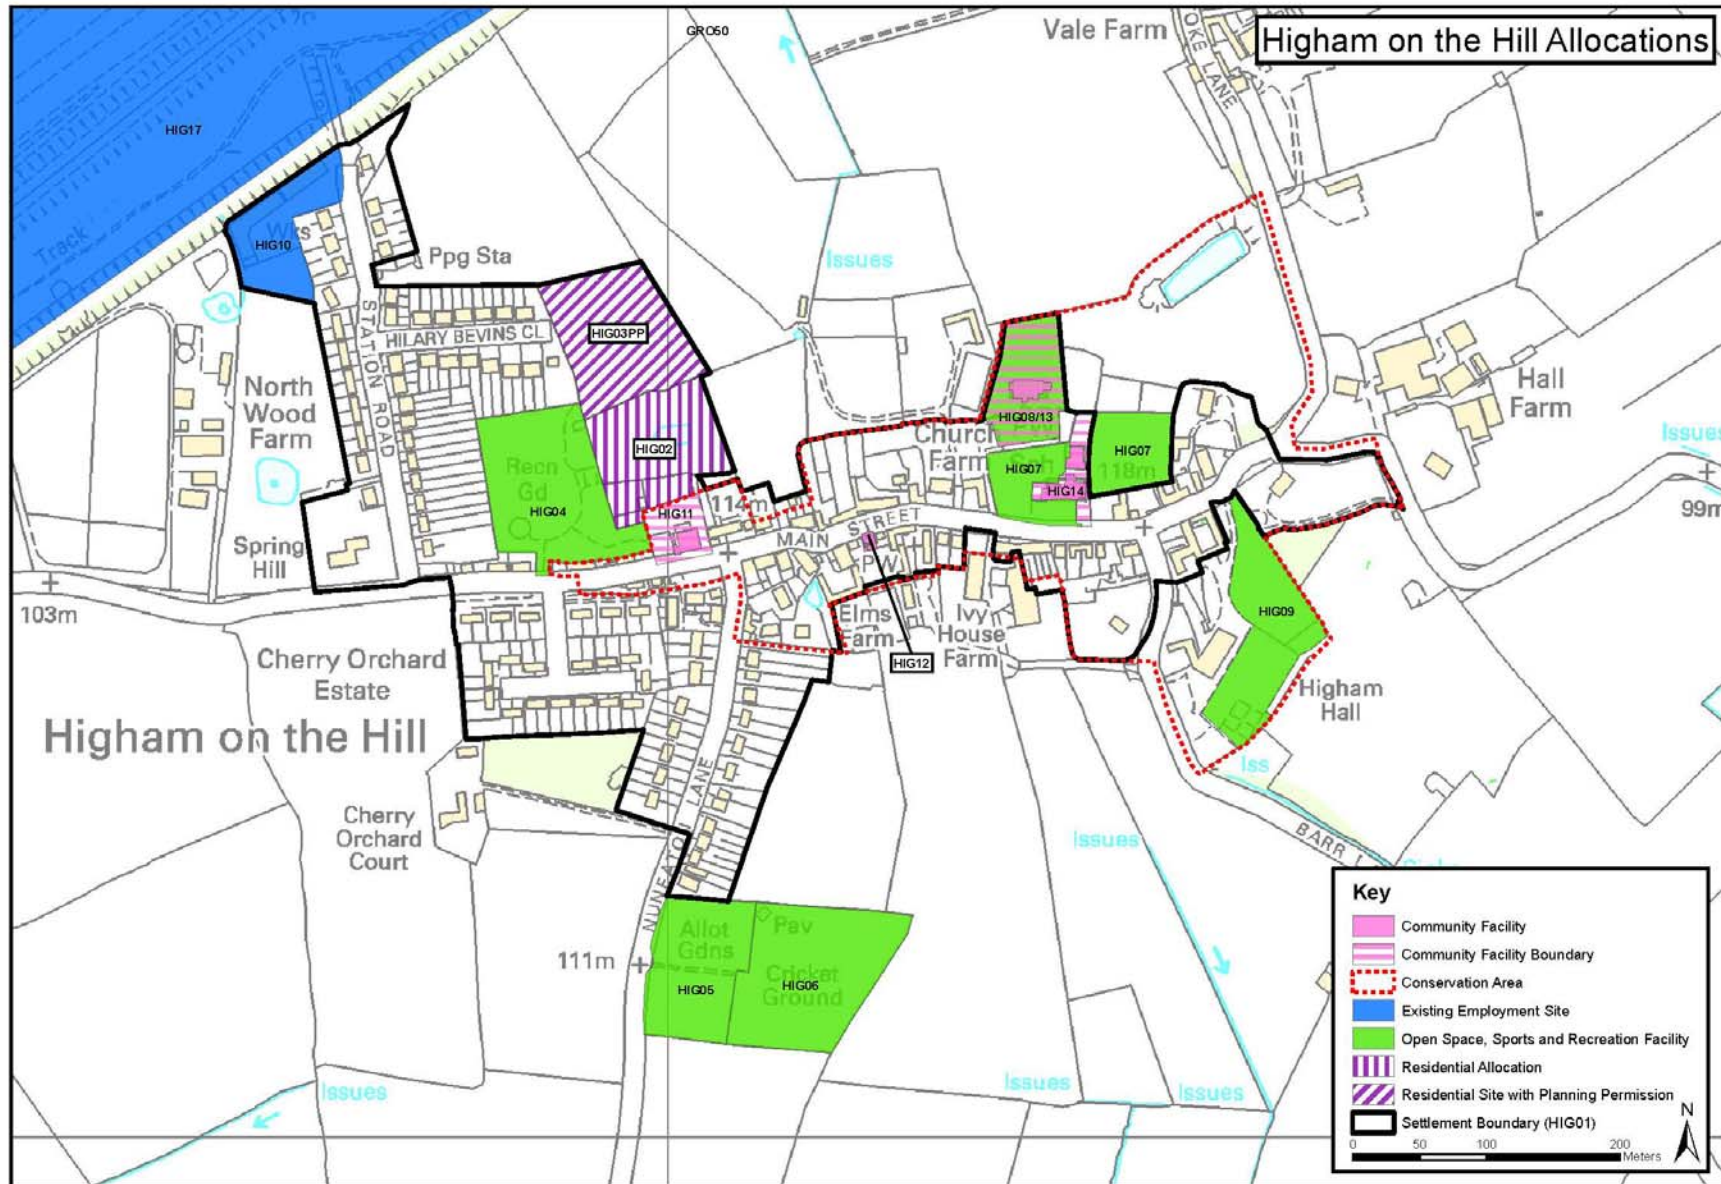 Higham on the Hill Allocations
GRO50
Vale Farm
OKE LANE
HIG17
Track
Wks
HIG10
Ppg Sta
Issues
STATION ROAD
HILARY BEVINS CL
HIG03PP
North
Wood
Farm
HIG02
Recn
Gd
HIG04
HIG11
114m
Spring
Hill
103m
MAIN STREET
P W
HIG08/13
Church
Farm
Sch
HIG07
HIG07
118m
HIG14
Hall
Farm
Issues
99m
HIG09
Higham
Hall
Elms
Farm
Ivy
House
Farm
HIG12
Cherry Orchard
Estate
Higham on the Hill
Cherry
Orchard
Court
NUNEATON LANE
Iss
BARR
Issues
111m
Allot
Gdns
Pav
Cricket
Ground
HIG05
HIG06
Issues
Issues
Issues
Key
Community Facility
Community Facility Boundary
Conservation Area
Existing Employment Site
Open Space, Sports and Recreation Facility
Residential Allocation
Residential Site with Planning Permission
Settlement Boundary (HIG01)
N
0 50 100 200
Meters